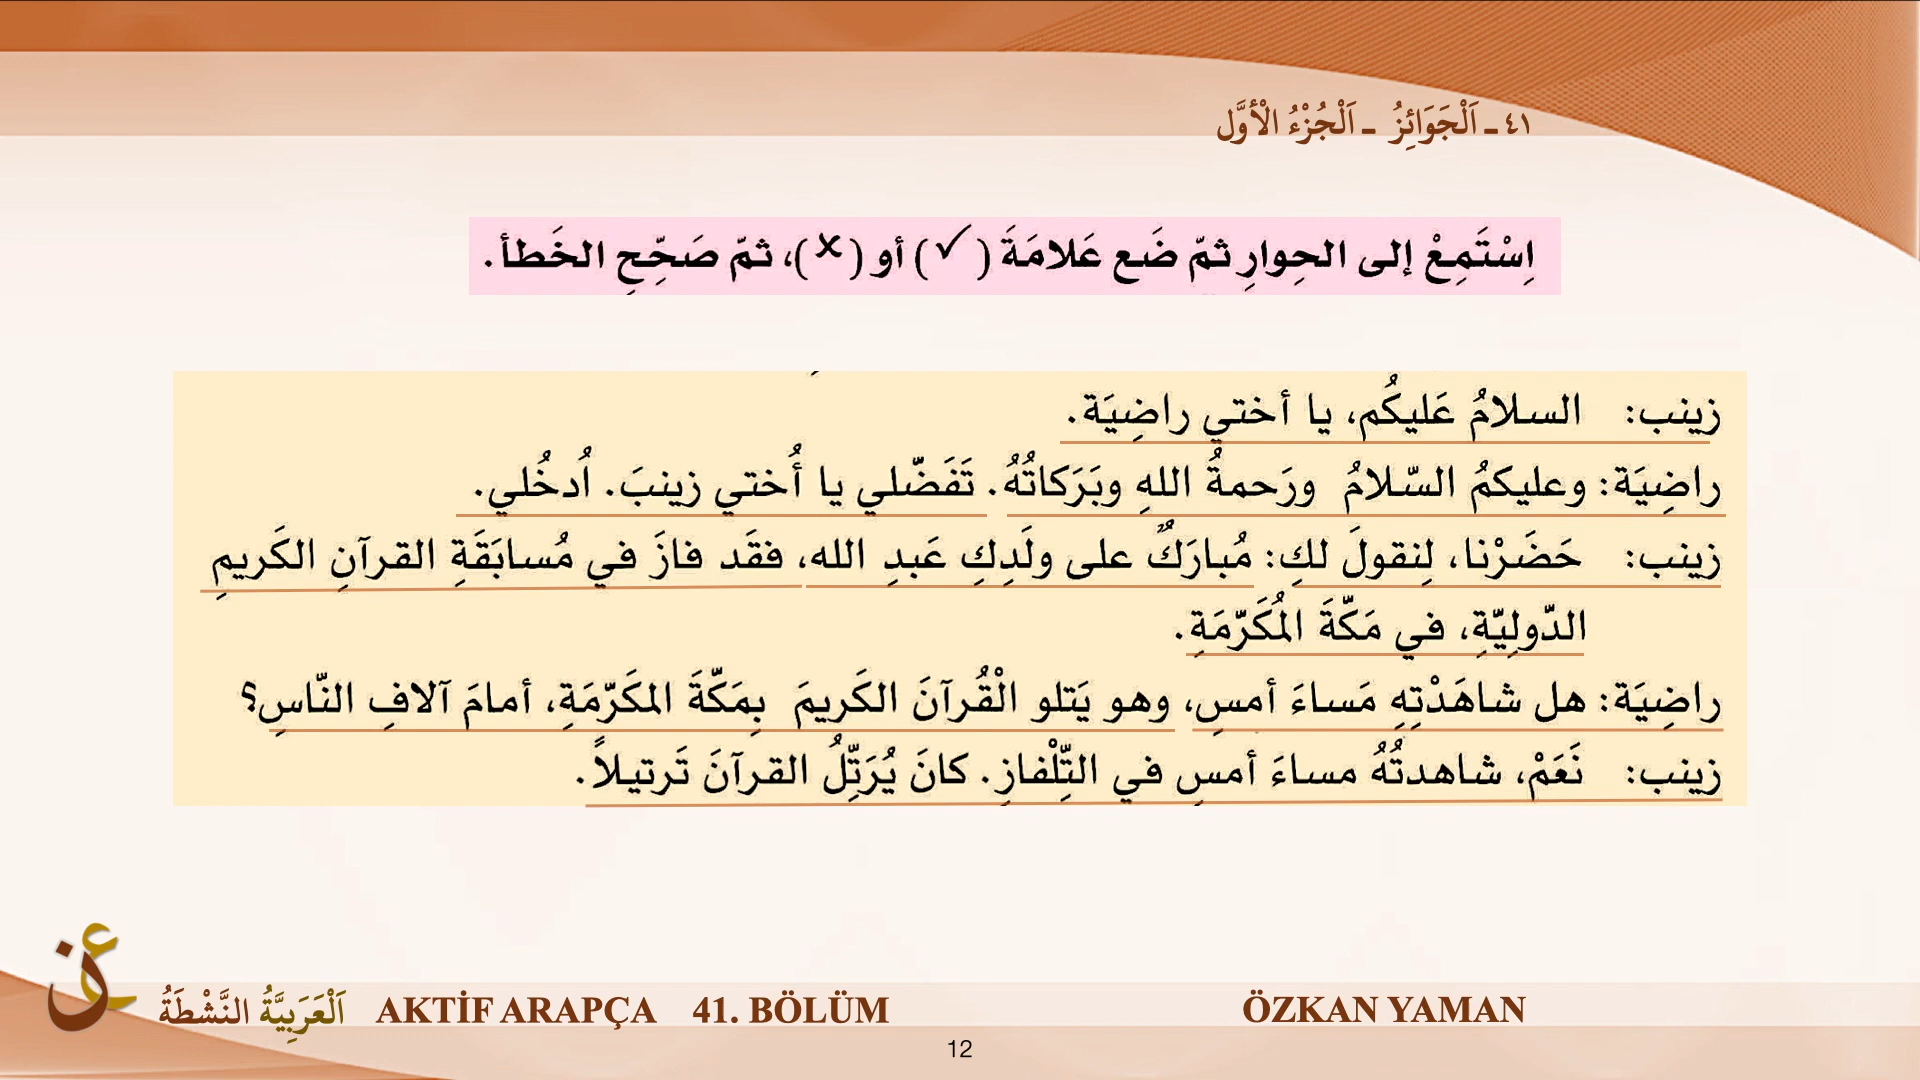 ٤١ ـ اَلْجَوَائِزُ ـ اَلْجُزْءُ الْأَوَّل
اِسْتَمِعْ إلى الحِوارِ ثمّ ضَع عَلامَةَ (✓) أو (x)، ثمّ صَحِّحِ الخَطأ.
زينب: السلامُ عَليكُم، يا أختي راضِيَة.
راضِيَة: وعليكمُ السّلامُ ورَحمةُ اللهِ وبَرَكاتُهُ. تَفَضّلي يا أُختي زينبَ. اُدخُلي.
زينب: حَضَرْنا، لِنقولَ لكِ: مُبارَكٌ على ولَدِكِ عَبدِ الله، فقَد فازَ في مُسابَقَةِ القرآنِ الكَريمِ
الدّولِيّةِ، في مَكّةَ المُكَرّمَةِ.
راضِيَة: هل شاهَدْتِهِ مَساءَ أمسِ، وهو يَتلو الْقُرآنَ الكَريمَ بِمَكّةَ المكَرّمَةِ، أمامَ آلافِ النّاسِ؟
زينب: نَعَمْ، شاهدتُهُ مساءَ أمسِ في التِّلْفازِ. كانَ يُرَتِّلُ القرآنَ تَرتيلاً.
اَلْعَرَبِيَّةُ النَّشْطَةُ AKTİF ARAPÇA 41. BÖLÜM ÖZKAN YAMAN
12